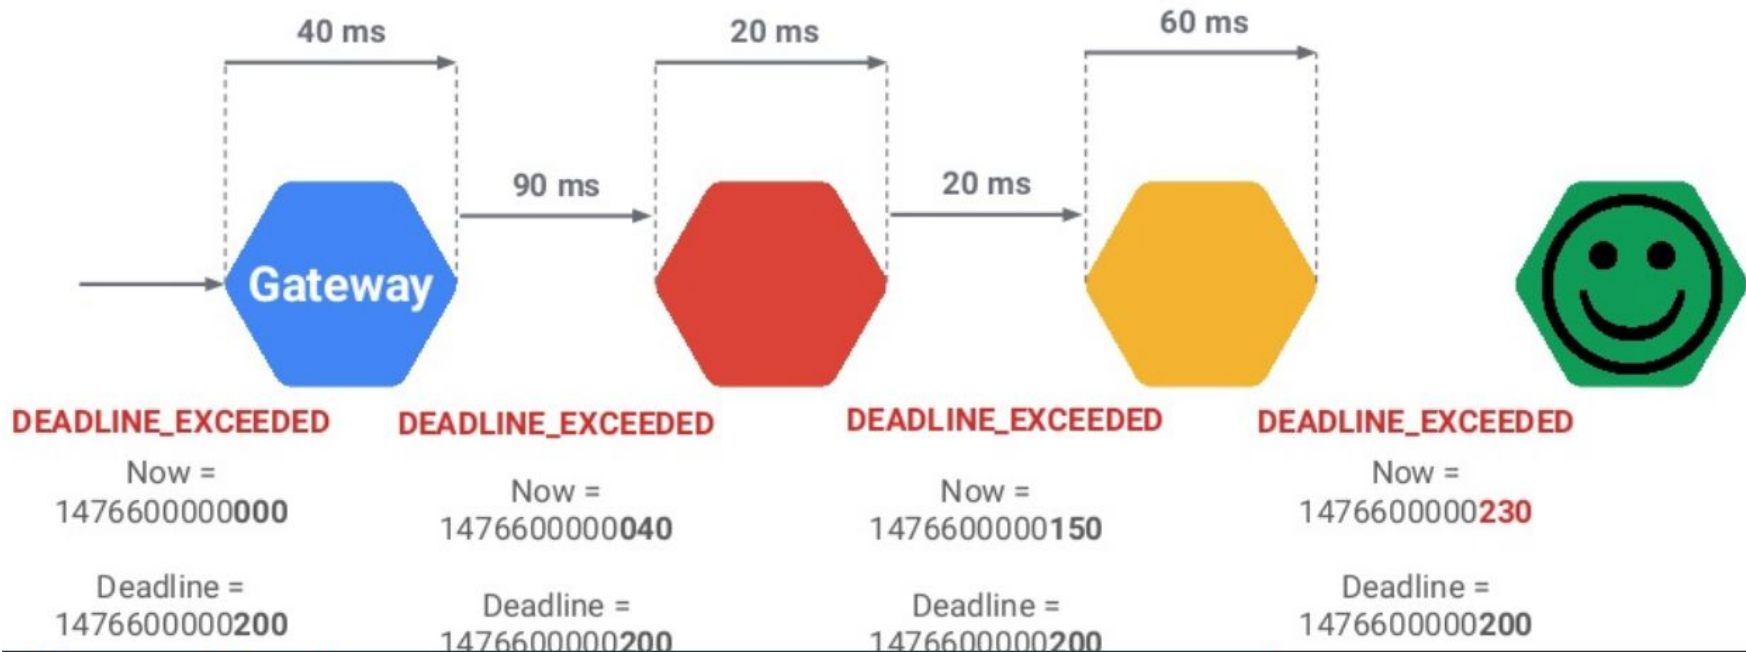 40 ms
20 ms
60 ms
90 ms
20 ms
Gateway
DEADLINE_EXCEEDED
Now =
1476600000000
Deadline =
1476600000200
DEADLINE_EXCEEDED
Now =
1476600000040
Deadline =
1476600000200
DEADLINE_EXCEEDED
Now =
1476600000150
Deadline =
1476600000200
DEADLINE_EXCEEDED
Now =
1476600000230
Deadline =
1476600000200